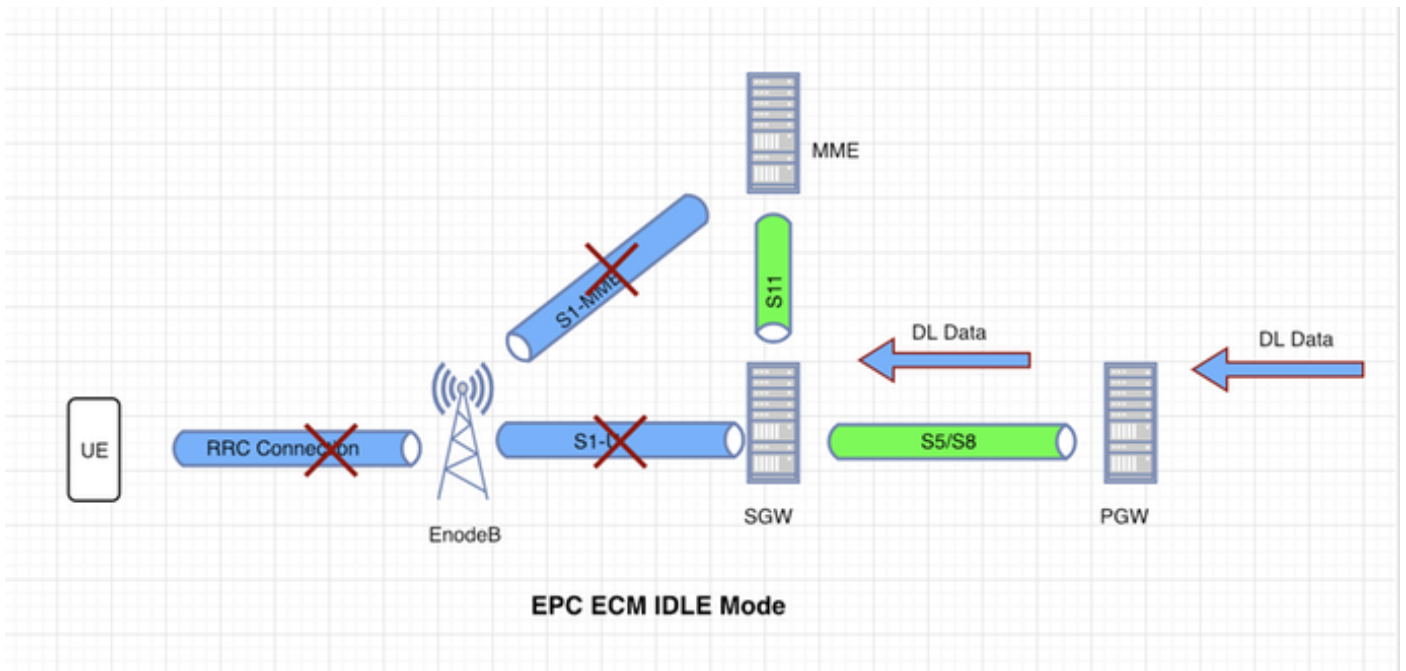 MME
S1-MME
S11
DL Data
DL Data
UE
RRC Connection
S1-U
S5/S8
EnodeB
SGW
PGW
EPC ECM IDLE Mode